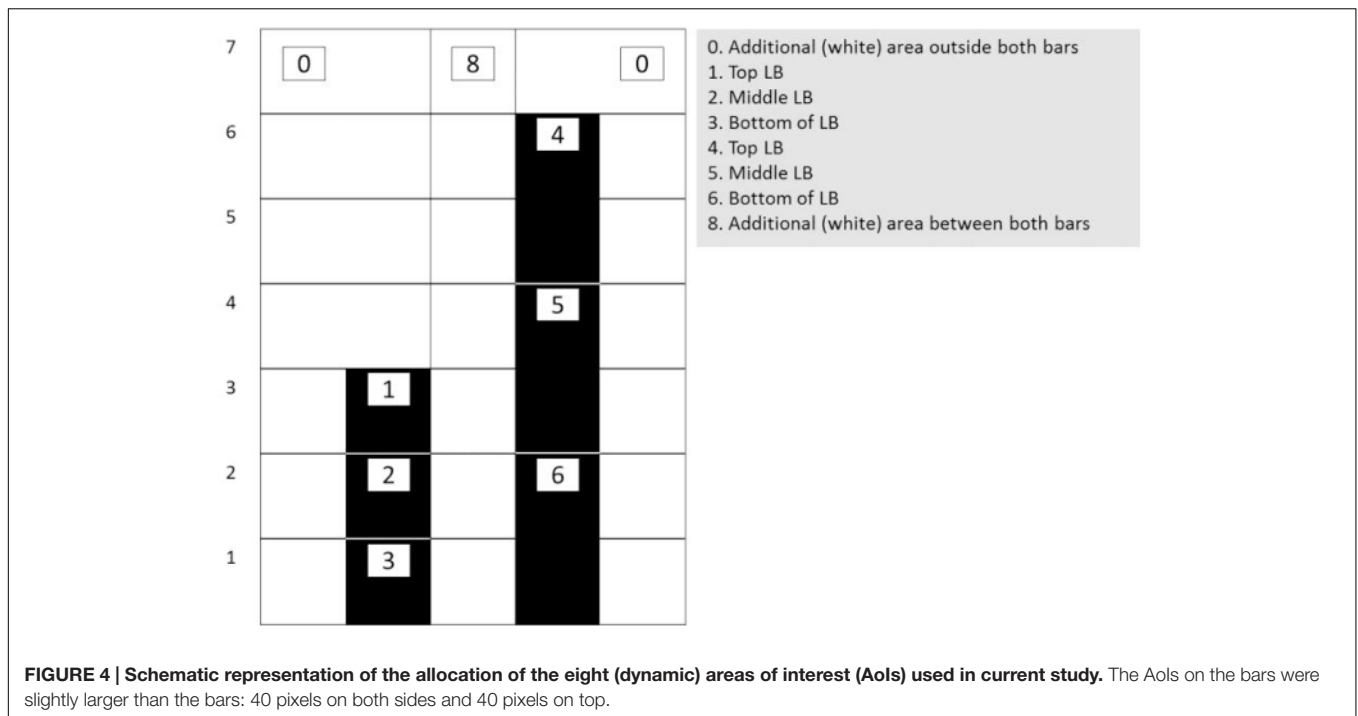 7
0 8 0
6
4
5
4
5
3
1
2
2 6
1
3
0. Additional (white) area outside both bars
1. Top LB
2. Middle LB
3. Bottom of LB
4. Top LB
5. Middle LB
6. Bottom of LB
8. Additional (white) area between both bars
FIGURE 4 | Schematic representation of the allocation of the eight (dynamic) areas of interest (AoIs) used in current study. The AoIs on the bars were
slightly larger than the bars: 40 pixels on both sides and 40 pixels on top.